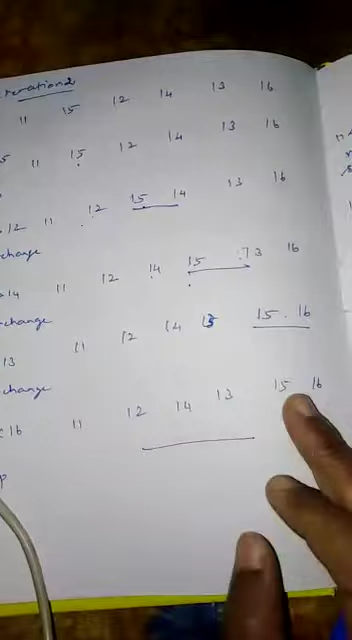 teration 2
11 15 12 14 13 16
5 11 15 12 14 13 16
12 11 12 15 14 13 16
change
14 11 12 14 15 13 16
change
13 11 12 14 13 15 16
change
< 16 11 12 14 13 15 16
p